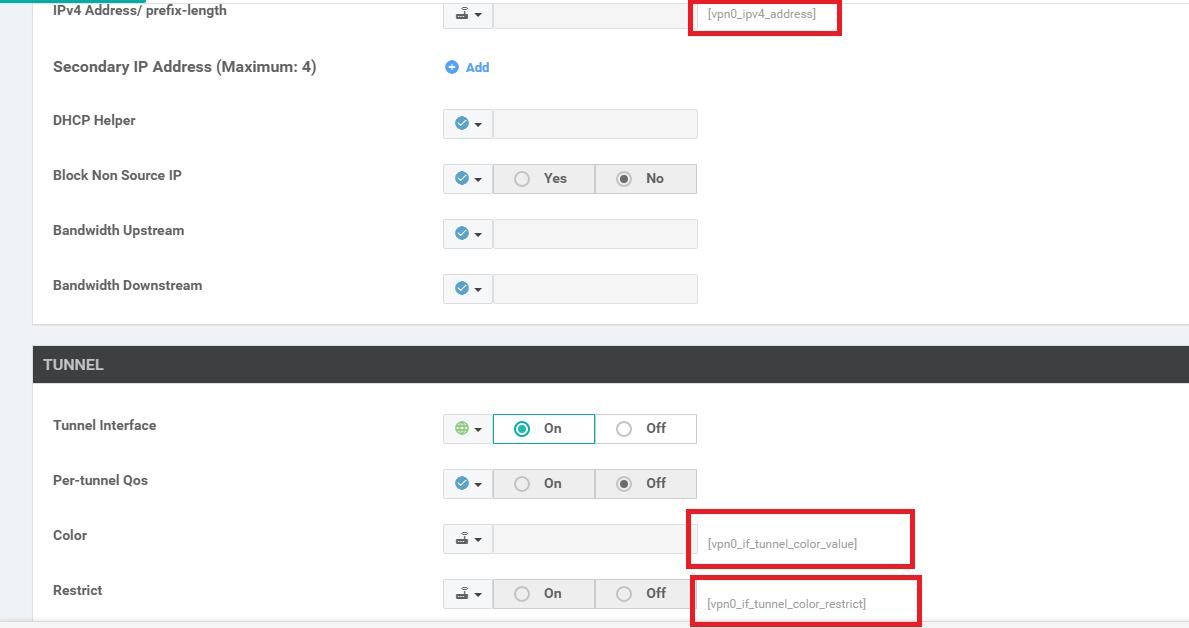 IPv4 Address/ prefix-length [vpn0_ipv4_address]
Secondary IP Address (Maximum: 4) Add
DHCP Helper
Block Non Source IP Yes No
Bandwidth Upstream
Bandwidth Downstream
TUNNEL
Tunnel Interface On Off
Per-tunnel Qos On Off
Color [vpn0_if_tunnel_color_value]
Restrict On Off [vpn0_if_tunnel_color_restrict]